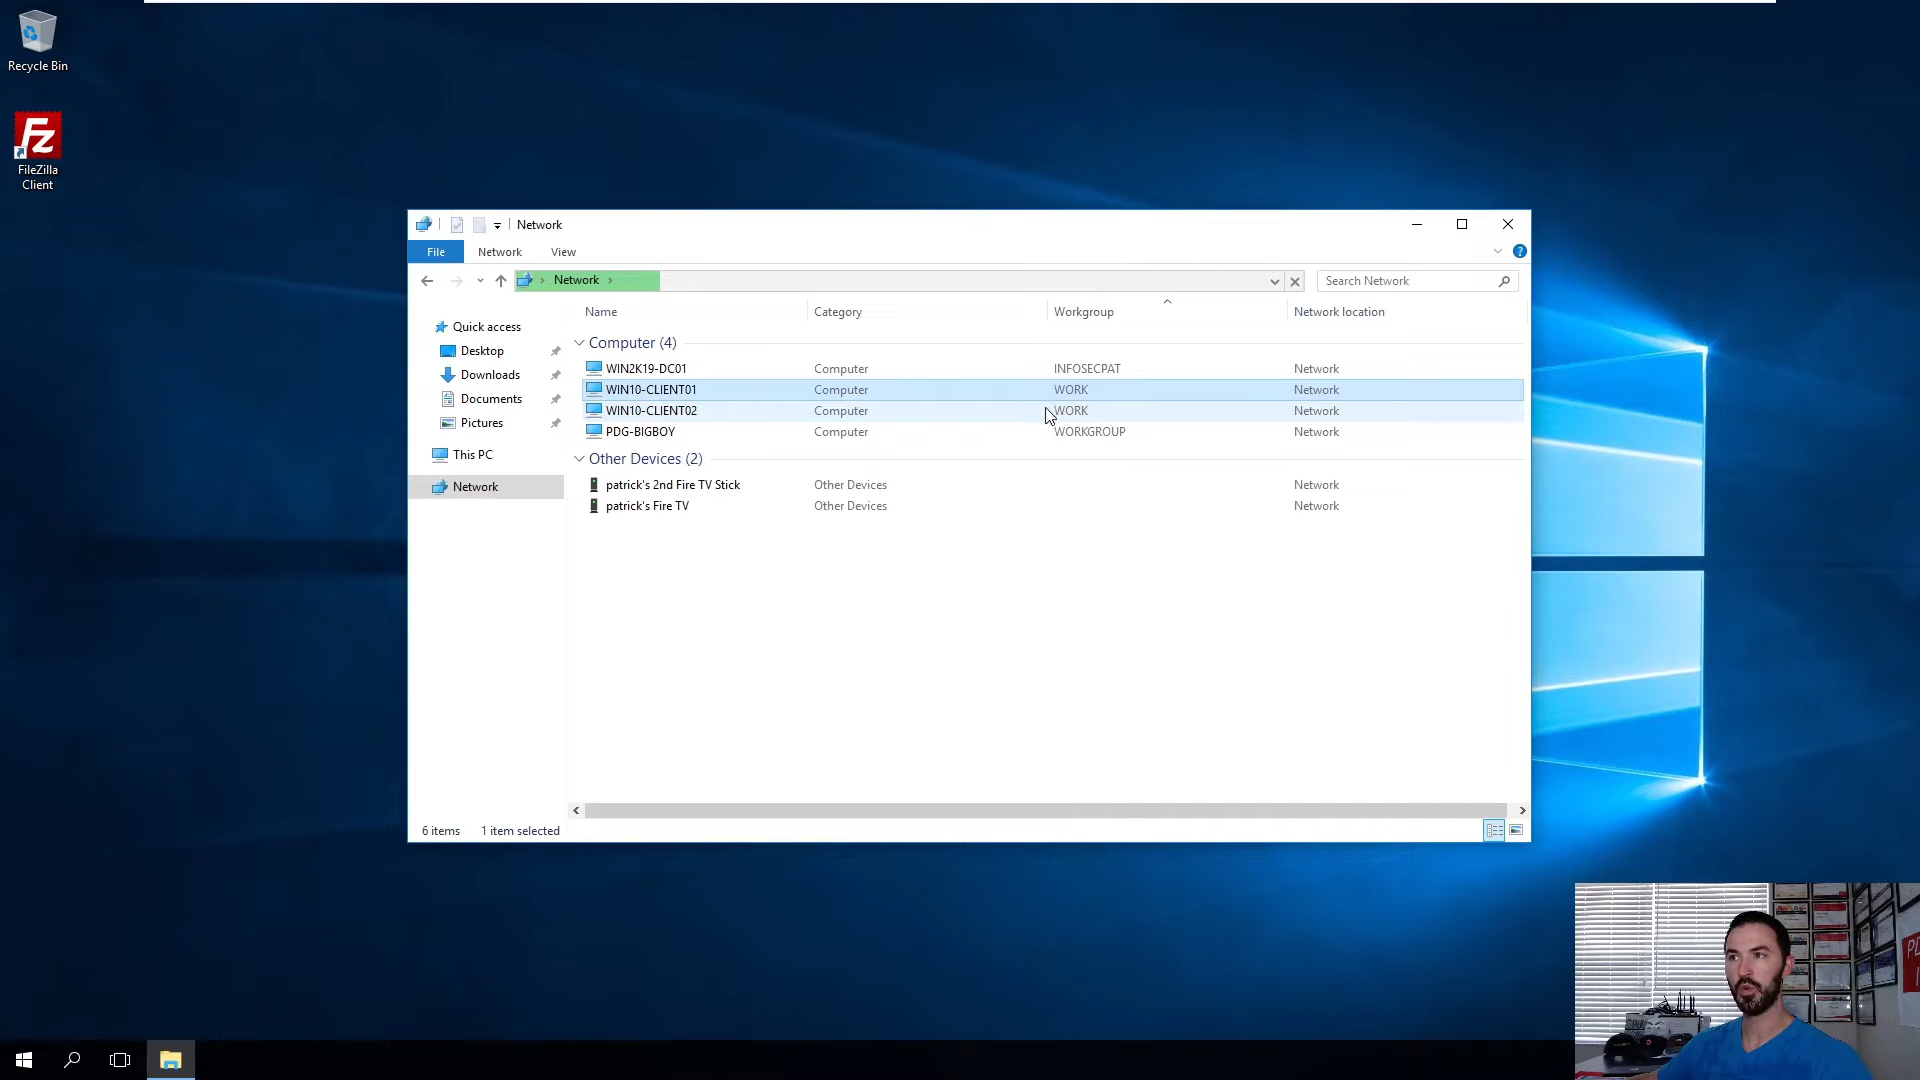 Recycle Bin
FileZilla
Client
Network
File
Network
View
Network
Search Network
Name
Category
Workgroup
Network location
Quick access
Desktop
Downloads
Documents
Pictures
This PC
Network
Computer (4)
WIN2K19-DC01 Computer INFOSECPAT Network
WIN10-CLIENT01 Computer WORK Network
WIN10-CLIENT02 Computer WORK Network
PDG-BIGBOY Computer WORKGROUP Network
Other Devices (2)
patrick's 2nd Fire TV Stick Other Devices Network
patrick's Fire TV Other Devices Network
6 items 1 item selected